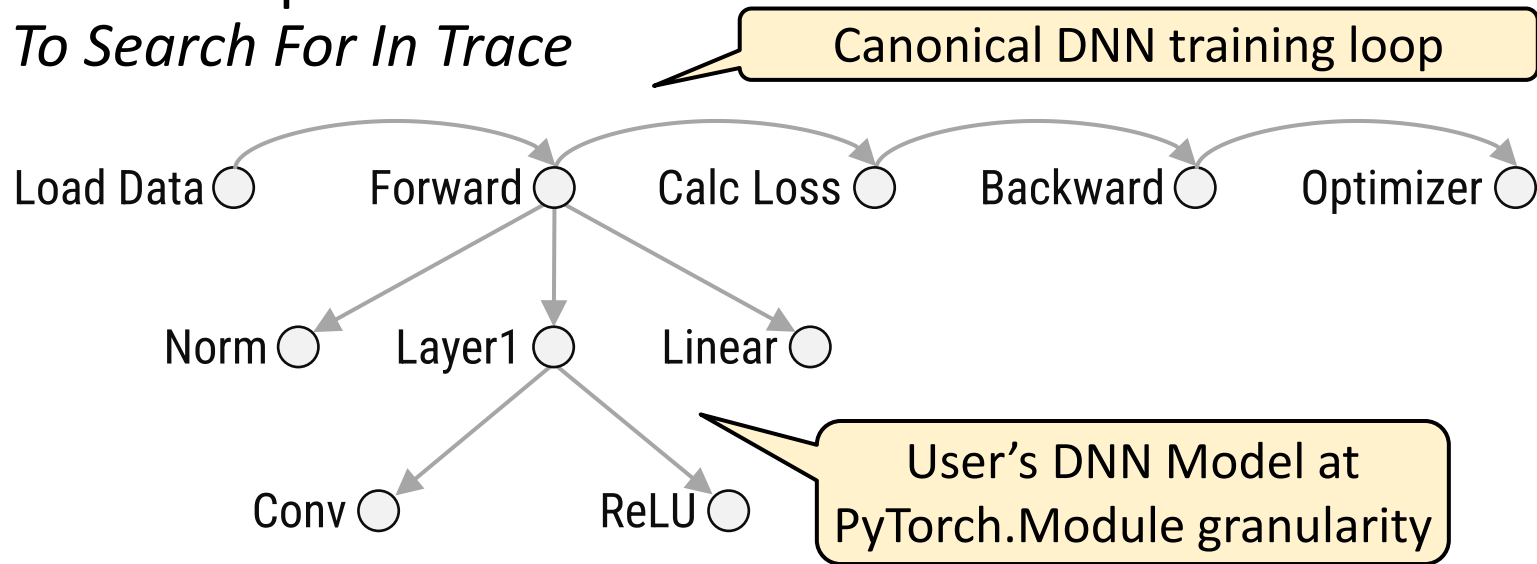 To Search For In Trace
Canonical DNN training loop
Load Data
Forward
Calc Loss
Backward
Optimizer
Norm
Layer1
Linear
Conv
ReLU
User's DNN Model at
PyTorch.Module granularity